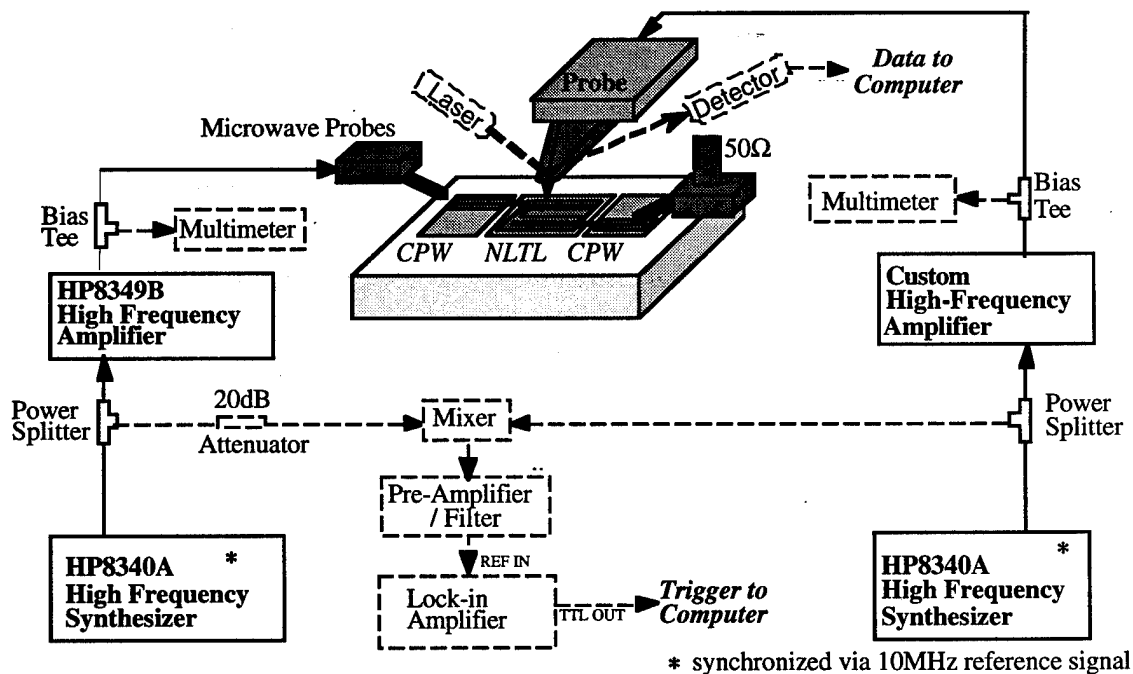 Probe
Laser
Detector
Data to
Computer
Microwave Probes
50Ω
Bias
Tee
Multimeter
Multimeter
Bias
Tee
CPW
NLTL
CPW
HP8349B
High Frequency
Amplifier
Custom
High-Frequency
Amplifier
20dB
Power
Splitter
Attenuator
Mixer
Power
Splitter
Pre-Amplifier
/ Filter
REF IN
HP8340A *
High Frequency
Synthesizer
Lock-in
Amplifier
TTL OUT
Trigger to
Computer
HP8340A *
High Frequency
Synthesizer
* synchronized via 10MHz reference signal